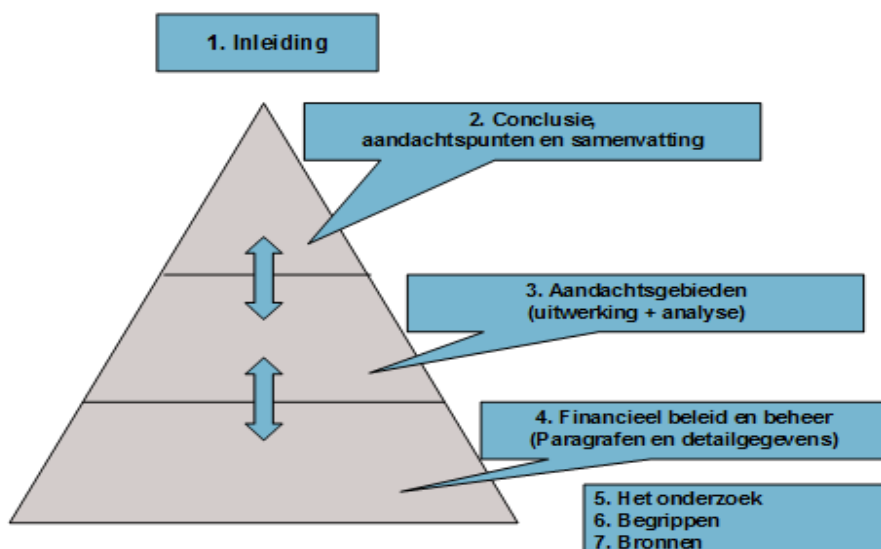 1. Inleiding
2. Conclusie,
aandachtspunten en samenvatting
3. Aandachtsgebieden
(uitwerking + analyse)
4. Financieel beleid en beheer
(Paragrafen en detailgegevens)
5. Het onderzoek
6. Begrippen
7. Bronnen